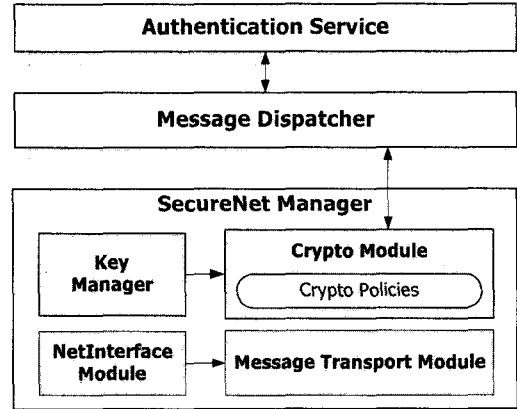 Authentication Service
Message Dispatcher
SecureNet Manager
Key
Manager
Crypto Module
Crypto Policies
NetInterface
Module
Message Transport Module